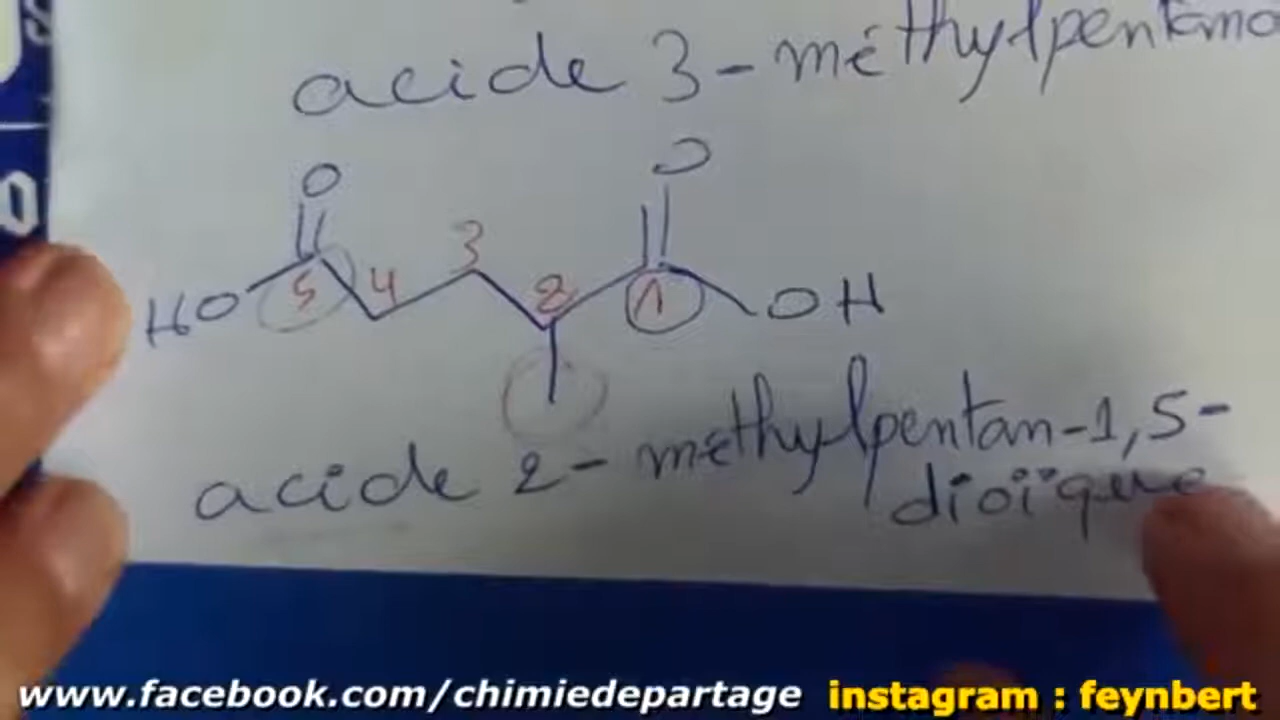 acide 3-méthylpentano
O
O
HO
5
4
3
2
1
OH
acide 2-méthylpentan-1,5-
dioïque
www.facebook.com/chimiedepartage
instagram : feynbert